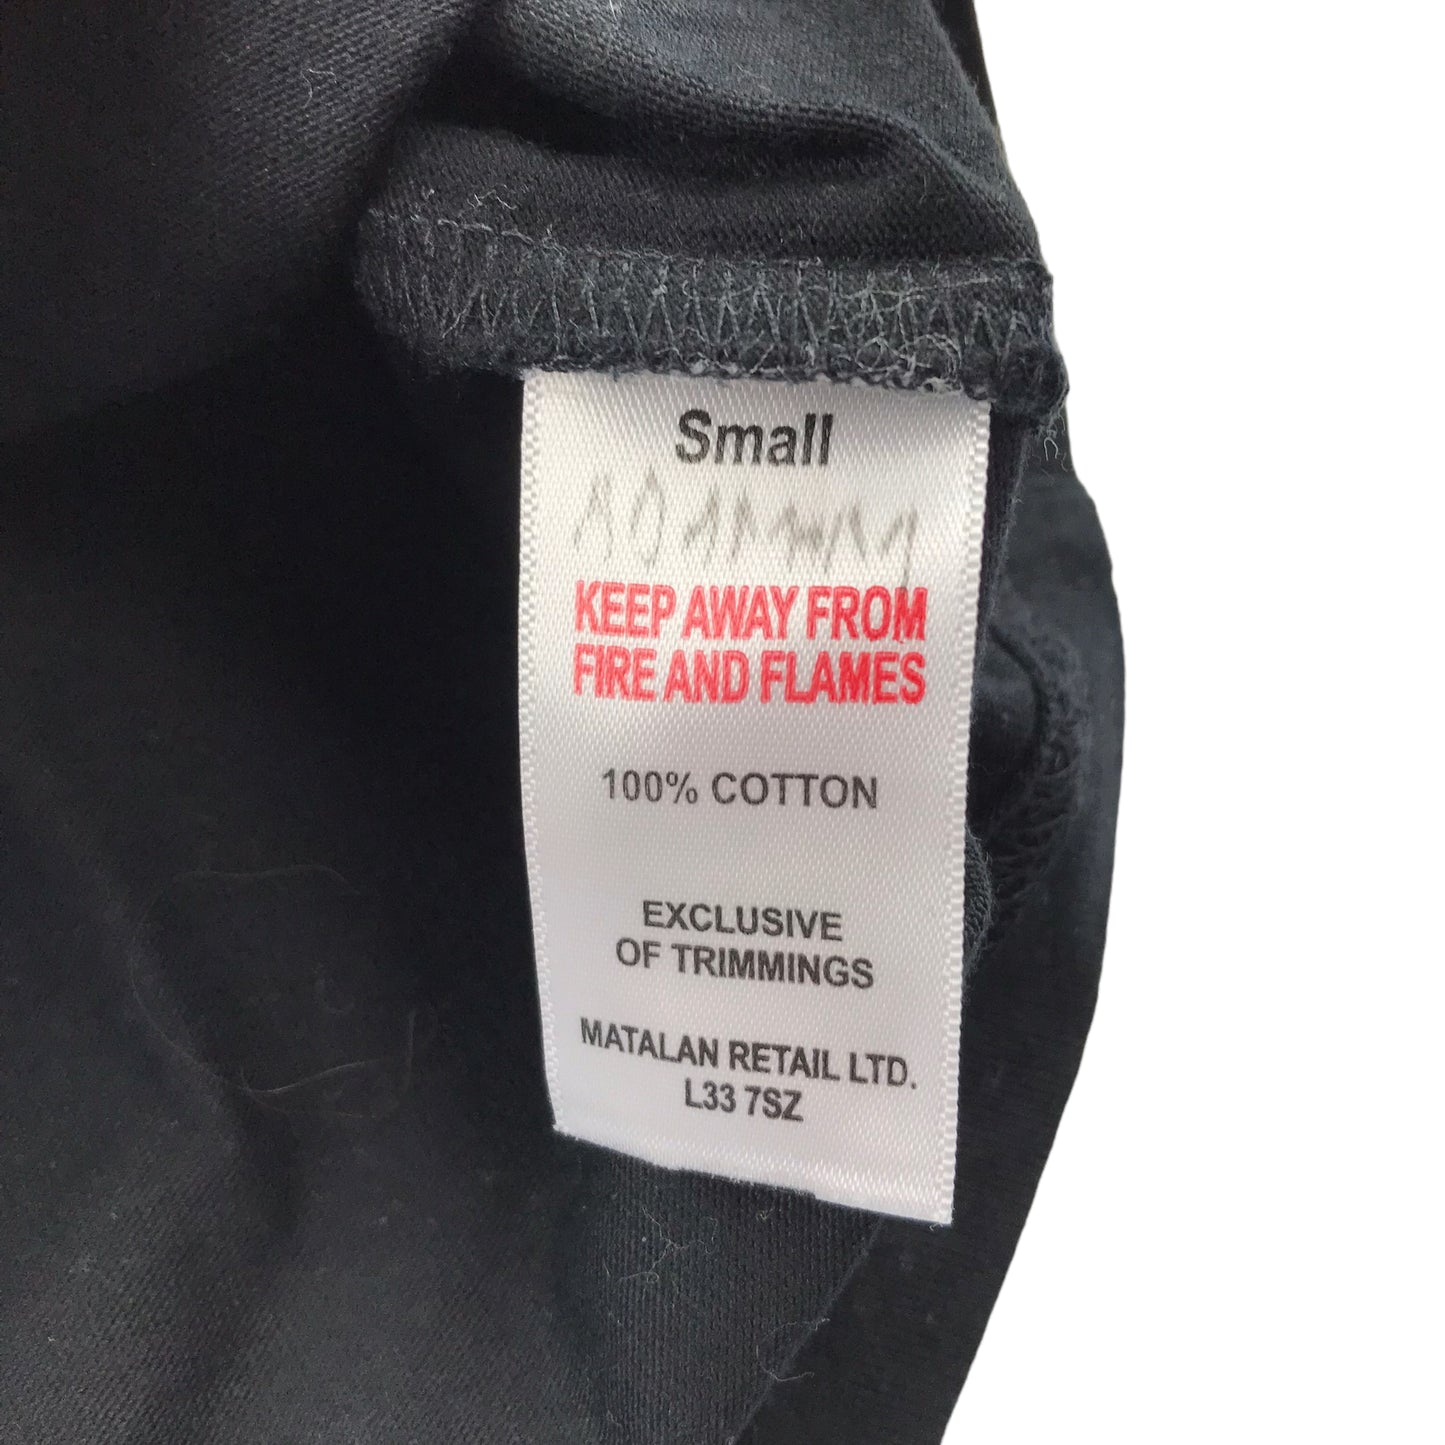 Small
KEEP AWAY FROM
FIRE AND FLAMES
100% COTTON
EXCLUSIVE
OF TRIMMINGS
MATALAN RETAIL LTD.
L33 7SZ